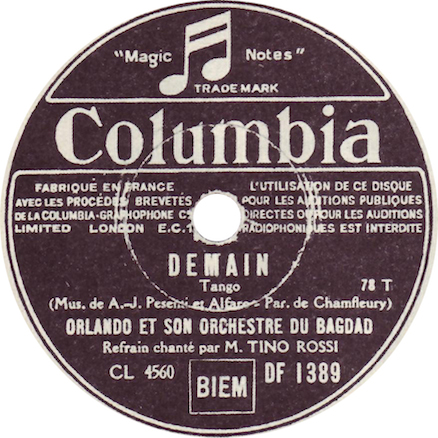 "Magic Notes"
TRADE MARK
Columbia
FABRIQUÉ EN FRANCE
AVEC LES PROCÉDÉS BREVETÉS
DE LA COLUMBIA-GRAPHOPHONE Cº
LIMITED LONDON E.C.1
L'UTILISATION DE CE DISQUE
POUR LES AUDITIONS PUBLIQUES
DIRECTES OU POUR LES AUDITIONS
RADIOPHONIQUES EST INTERDITE
DEMAIN
Tango
78 T
(Mus. de A.-J. Pesenti et Alfaro - Par. de Chamfleury)
ORLANDO ET SON ORCHESTRE DU BAGDAD
Refrain chanté par M. TINO ROSSI
CL 4560
BIEM
DF 1389